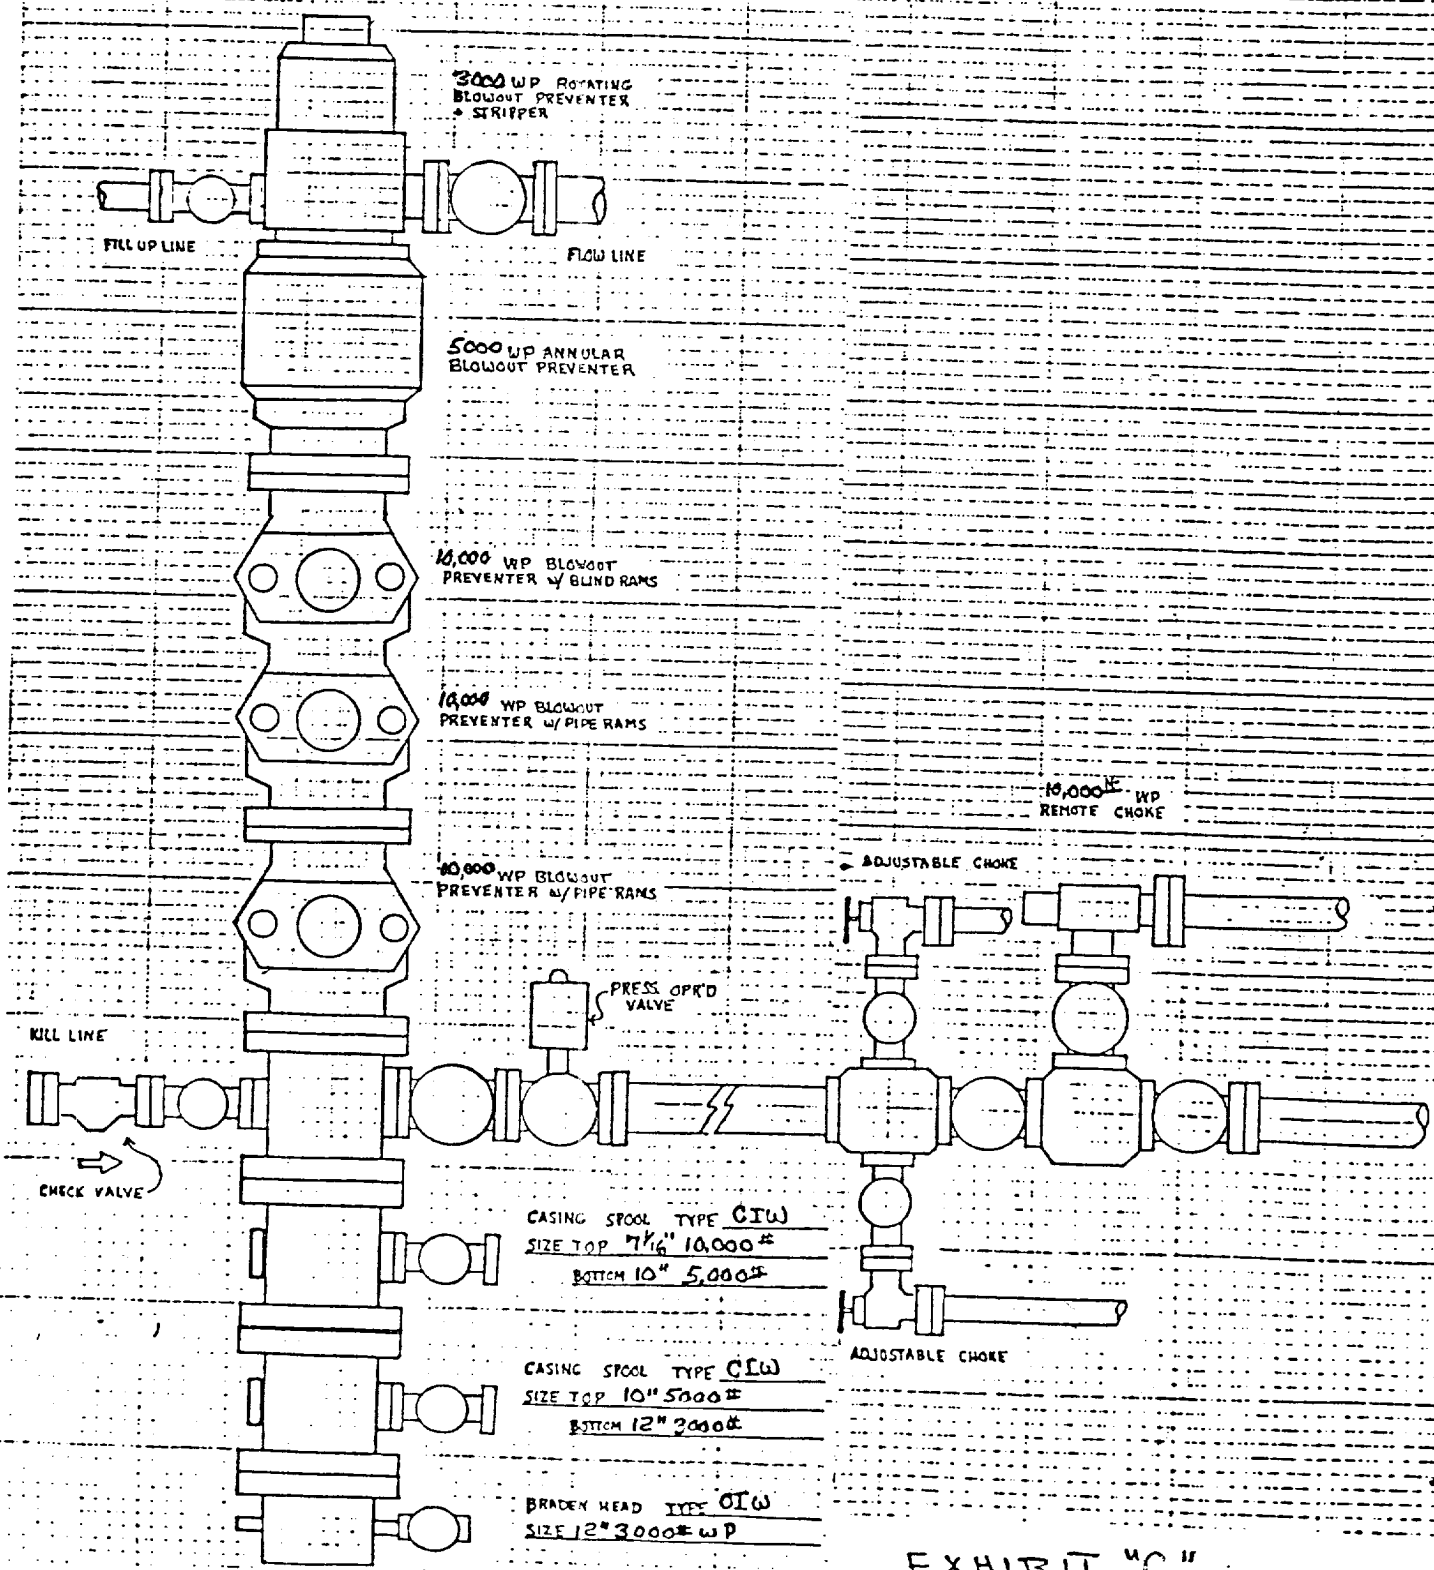 3000 WP ROTATING
BLOWOUT PREVENTER
+ STRIPPER
FILL UP LINE
FLOW LINE
5000 WP ANNULAR
BLOWOUT PREVENTER
10,000 WP BLOWOUT
PREVENTER W/ BLIND RAMS
10,000 WP BLOWOUT
PREVENTER W/ PIPE RAMS
10,000# WP
REMOTE CHOKE
ADJUSTABLE CHOKE
10,000 WP BLOWOUT
PREVENTER W/ PIPE RAMS
PRESS. OPR'D
VALVE
KILL LINE
CHECK VALVE
CASING SPOOL TYPE CIW
SIZE TOP 7 1/16" 10,000#
BOTTOM 10" 5,000#
ADJUSTABLE CHOKE
CASING SPOOL TYPE CIW
SIZE TOP 10" 5000#
BOTTOM 12" 3000#
BRADEN HEAD TYPE CIW
SIZE 12" 3000# WP
EXHIBIT